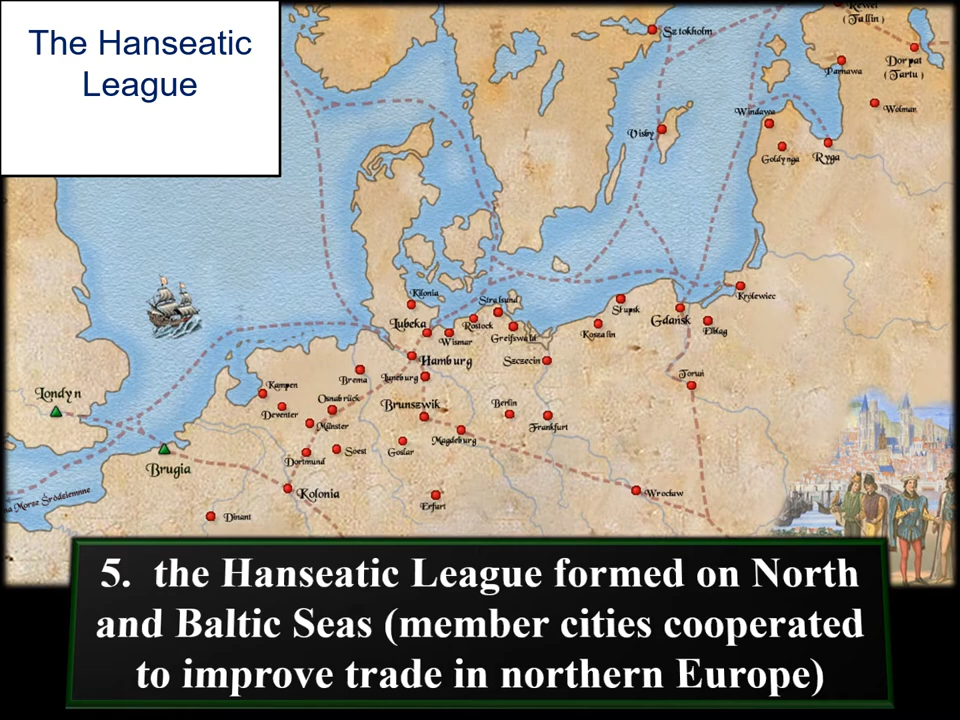 The Hanseatic
League
Rewel
( Tallin )
Sztokholm
Dorpat
( Tartu )
Parnawa
Wolmar
Windawa
Visby
Goldynga
Ryga
Królewiec
Kilonia
Stralsund
Słupsk
Gdańsk
Elbląg
Lubeka
Rostock
Koszalin
Wismar
Greifswald
Hamburg
Szczecin
Brema
Luneburg
Toruń
Kampen
Londyn
Osnabrück
Brunszwik
Berlin
Deventer
Münster
Magdeburg
Frankfurt
Brugia
Dortmund
Soest
Goslar
Kolonia
Wrocław
na Morze Śródziemnne
Erfurt
Dinant
5. the Hanseatic League formed on North
and Baltic Seas (member cities cooperated
to improve trade in northern Europe)